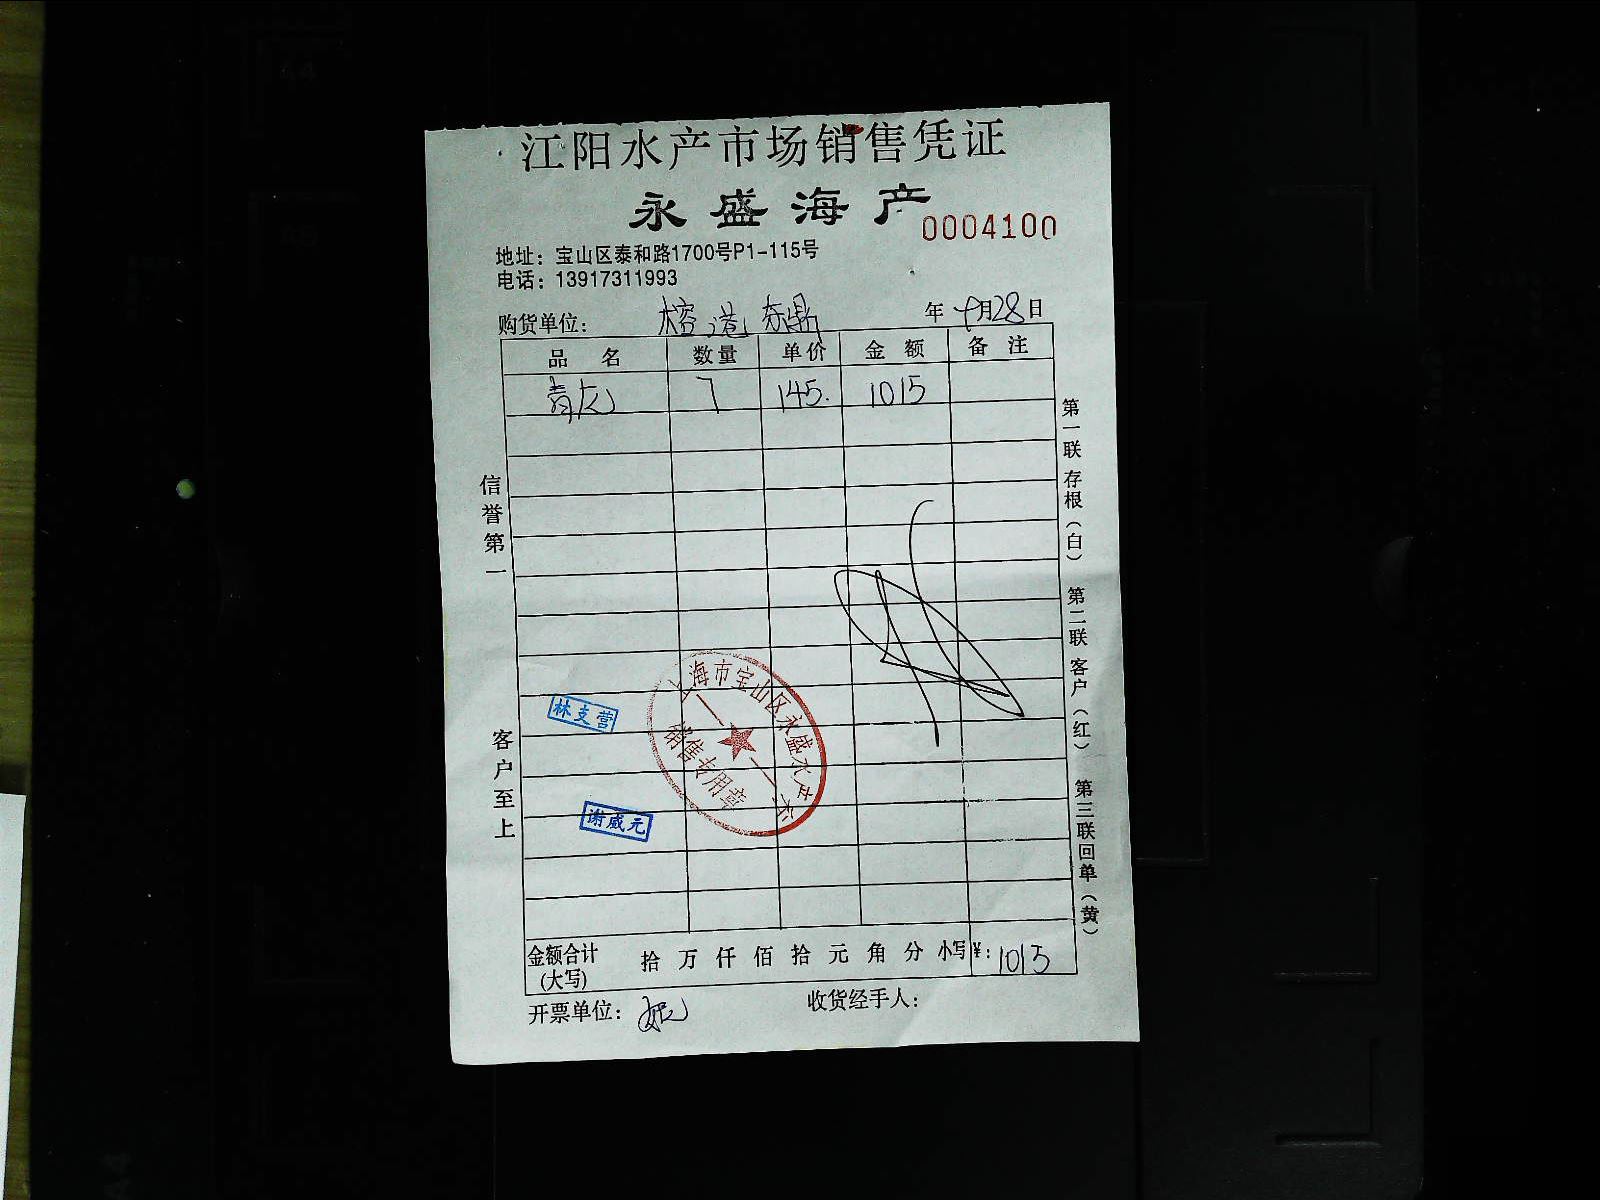 江阳水产市场销售凭证
永盛海产
0004100
地址：宝山区泰和路1700号P1-115号
电话：13917311993
购货单位： 榕港 东鼎 年 月28日
品名 数量 单价 金额 备注
青龙 7 145. 1015
信誉第一
客户至上
第一联 存根（白） 第二联 客户（红） 第三联 回单（黄）
林支营
上海市宝山区永盛水产
销售专用章
谢威元
金额合计 拾 万 仟 佰 拾 元 角 分 小写 ¥：1015
(大写)
开票单位： 收货经手人：